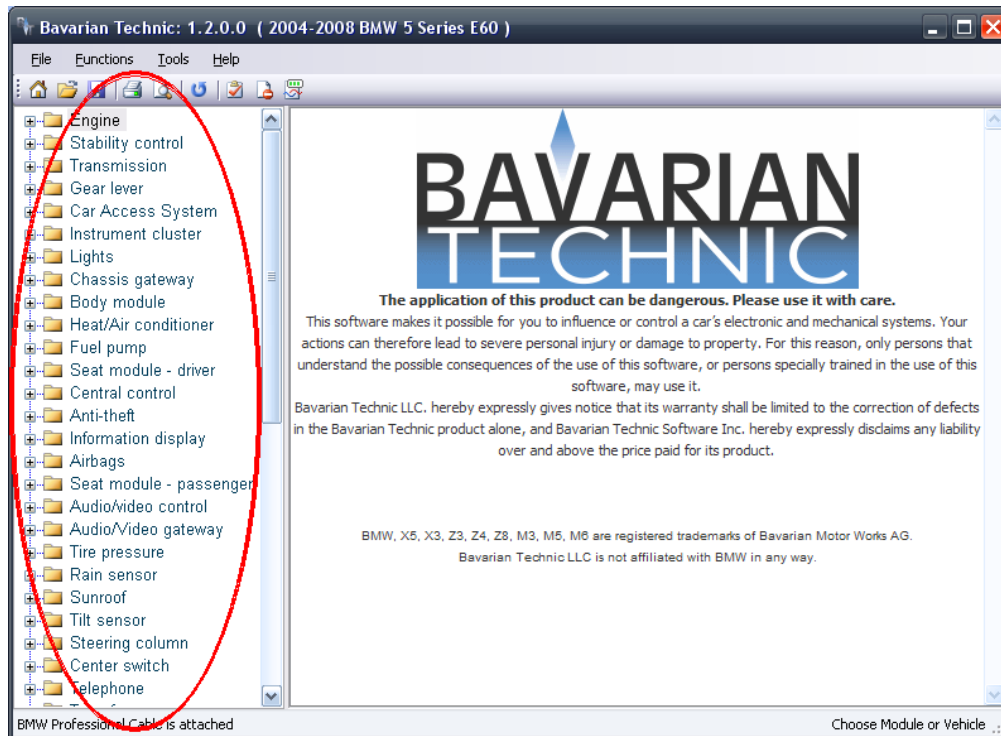 Bavarian Technic: 1.2.0.0 ( 2004-2008 BMW 5 Series E60 )
File Functions Tools Help
Engine
Stability control
Transmission
Gear lever
Car Access System
Instrument cluster
Lights
Chassis gateway
Body module
Heat/Air conditioner
Fuel pump
Seat module - driver
Central control
Anti-theft
Information display
Airbags
Seat module - passenger
Audio/video control
Audio/Video gateway
Tire pressure
Rain sensor
Sunroof
Tilt sensor
Steering column
Center switch
Telephone
BAVARIAN
TECHNIC
The application of this product can be dangerous. Please use it with care.
This software makes it possible for you to influence or control a car's electronic and mechanical systems. Your
actions can therefore lead to severe personal injury or damage to property. For this reason, only persons that
understand the possible consequences of the use of this software, or persons specially trained in the use of this
software, may use it.
Bavarian Technic LLC. hereby expressly gives notice that its warranty shall be limited to the correction of defects
in the Bavarian Technic product alone, and Bavarian Technic Software Inc. hereby expressly disclaims any liability
over and above the price paid for its product.
BMW, X5, X3, Z3, Z4, Z8, M3, M5, M6 are registered trademarks of Bavarian Motor Works AG.
Bavarian Technic LLC is not affiliated with BMW in any way.
BMW Professional Cable is attached
Choose Module or Vehicle